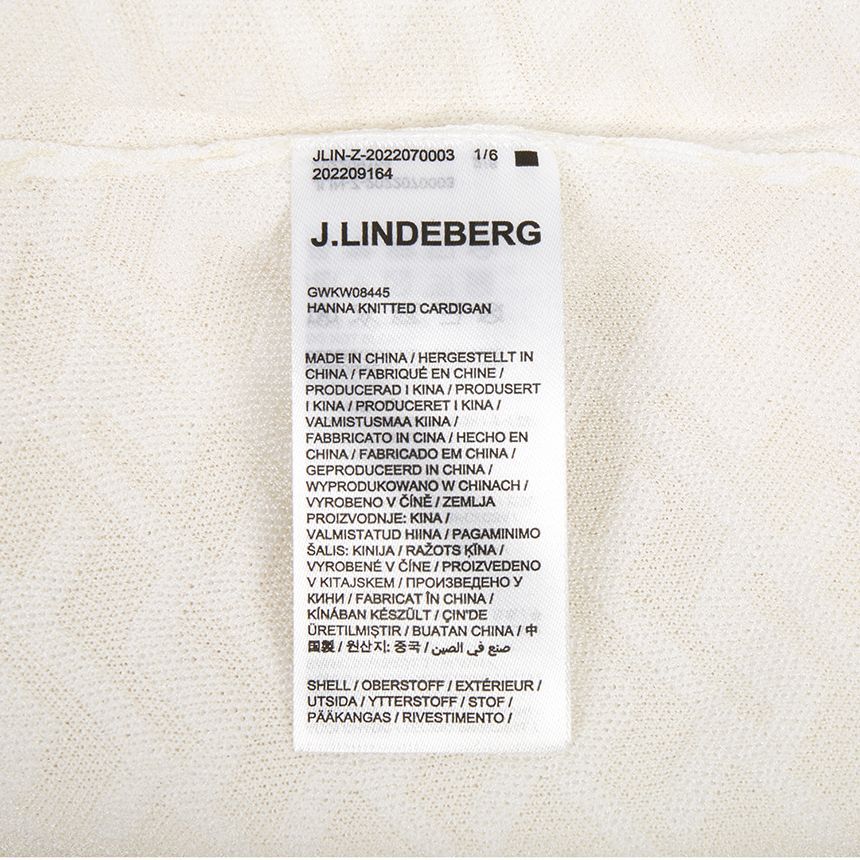 JLIN-Z-2022070003 1/6
202209164
J.LINDEBERG
GWKW08445
HANNA KNITTED CARDIGAN
MADE IN CHINA / HERGESTELLT IN
CHINA / FABRIQUÉ EN CHINE /
PRODUCERAD I KINA / PRODUSERT
I KINA / PRODUCERET I KINA /
VALMISTUSMAA KIINA /
FABBRICATO IN CINA / HECHO EN
CHINA / FABRICADO EM CHINA /
GEPRODUCEERD IN CHINA /
WYPRODUKOWANO W CHINACH /
VYROBENO V ČÍNĚ / ZEMLJA
PROIZVODNJE: KINA /
VALMISTATUD HIINA / PAGAMINIMO
ŠALIS: KINIJA / RAŽOTS ĶĪNA /
VYROBENÉ V ČÍNE / PROIZVEDENO
V KITAJSKEM / ПРОИЗВЕДЕНО У
КИНИ / FABRICAT ÎN CHINA /
KÍNÁBAN KÉSZÜLT / ÇIN'DE
ÜRETILMIŞTIR / BUATAN CHINA / 中
国製 / 원산지: 중국 / صنع في الصين
SHELL / OBERSTOFF / EXTÉRIEUR /
UTSIDA / YTTERSTOFF / STOF /
PÄÄKANGAS / RIVESTIMENTO /